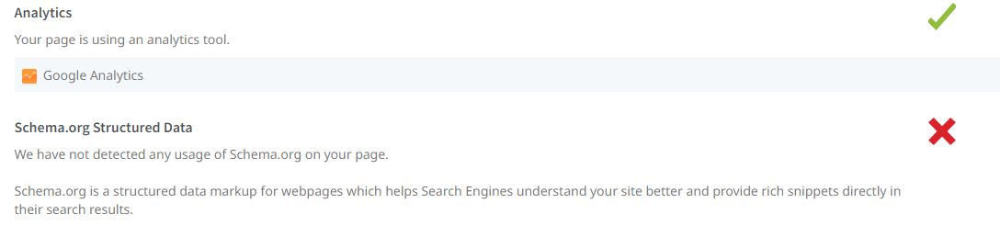 Analytics
Your page is using an analytics tool.
Google Analytics
Schema.org Structured Data
We have not detected any usage of Schema.org on your page.
Schema.org is a structured data markup for webpages which helps Search Engines understand your site better and provide rich snippets directly in
their search results.